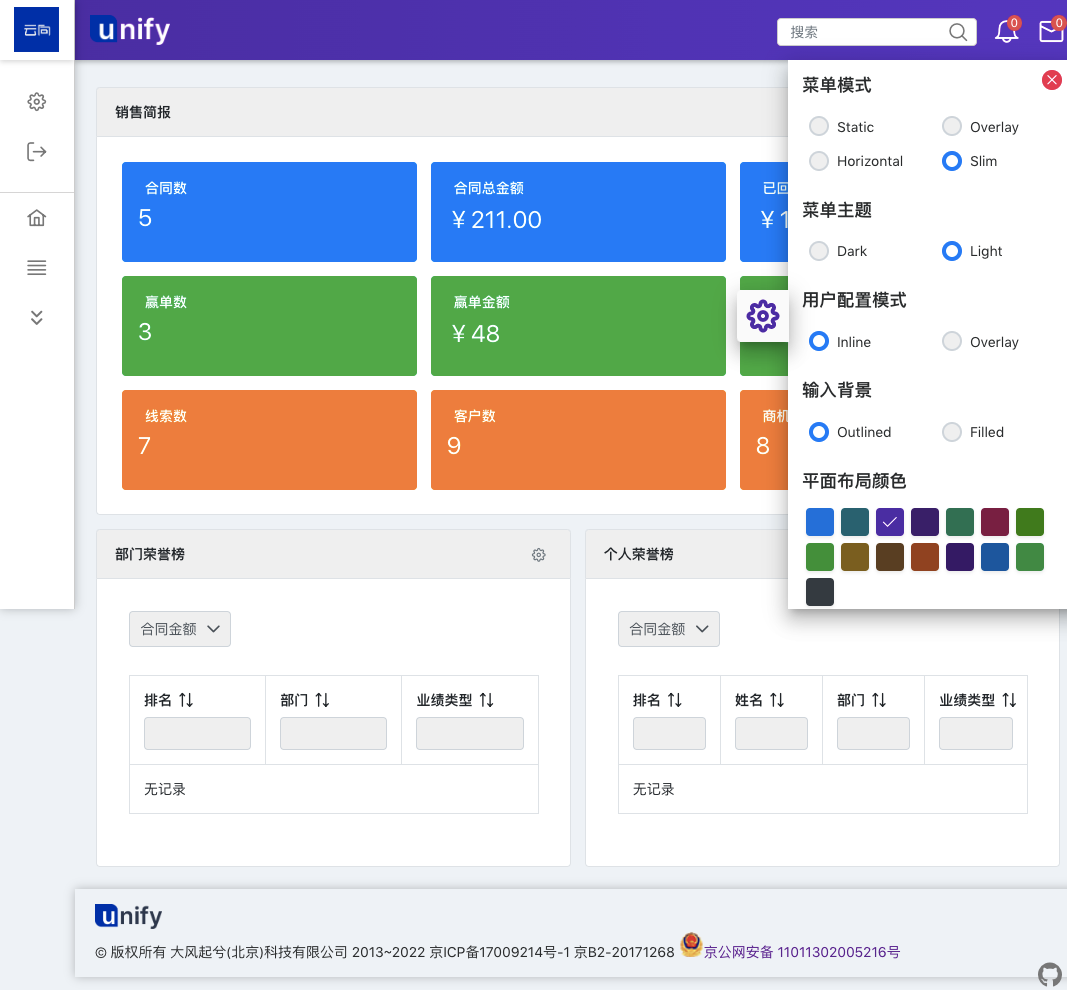 云向
unify
搜索
0
0
销售简报
合同数
5
合同总金额
¥ 211.00
已回
¥ 1
赢单数
3
赢单金额
¥ 48
线索数
7
客户数
9
商机
8
菜单模式
Static
Overlay
Horizontal
Slim
菜单主题
Dark
Light
用户配置模式
Inline
Overlay
输入背景
Outlined
Filled
平面布局颜色
部门荣誉榜
合同金额
排名
部门
业绩类型
无记录
个人荣誉榜
合同金额
排名
姓名
部门
业绩类型
无记录
unify
© 版权所有 大风起兮(北京)科技有限公司 2013~2022 京ICP备17009214号-1 京B2-20171268 京公网安备 11011302005216号